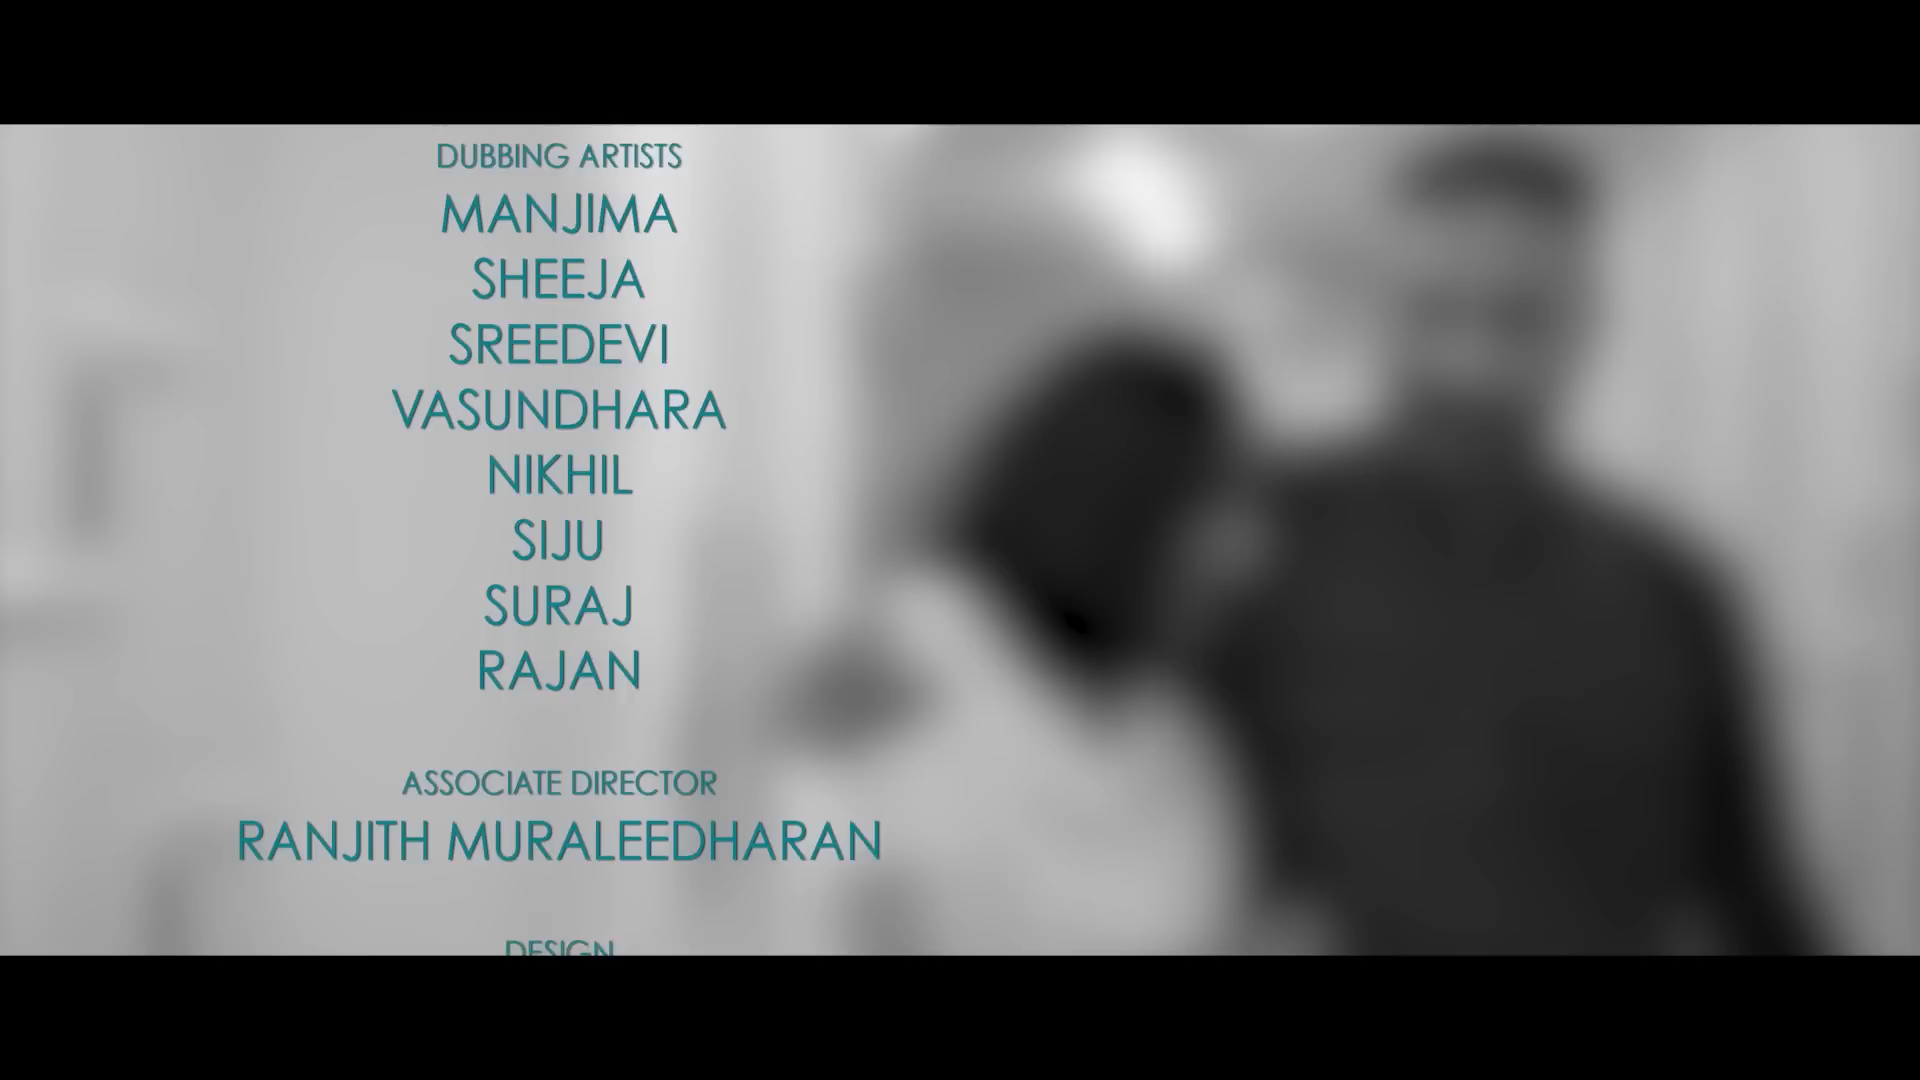 DUBBING ARTISTS
MANJIMA
SHEEJA
SREEDEVI
VASUNDHARA
NIKHIL
SIJU
SURAJ
RAJAN
ASSOCIATE DIRECTOR
RANJITH MURALEEDHARAN
DESIGN